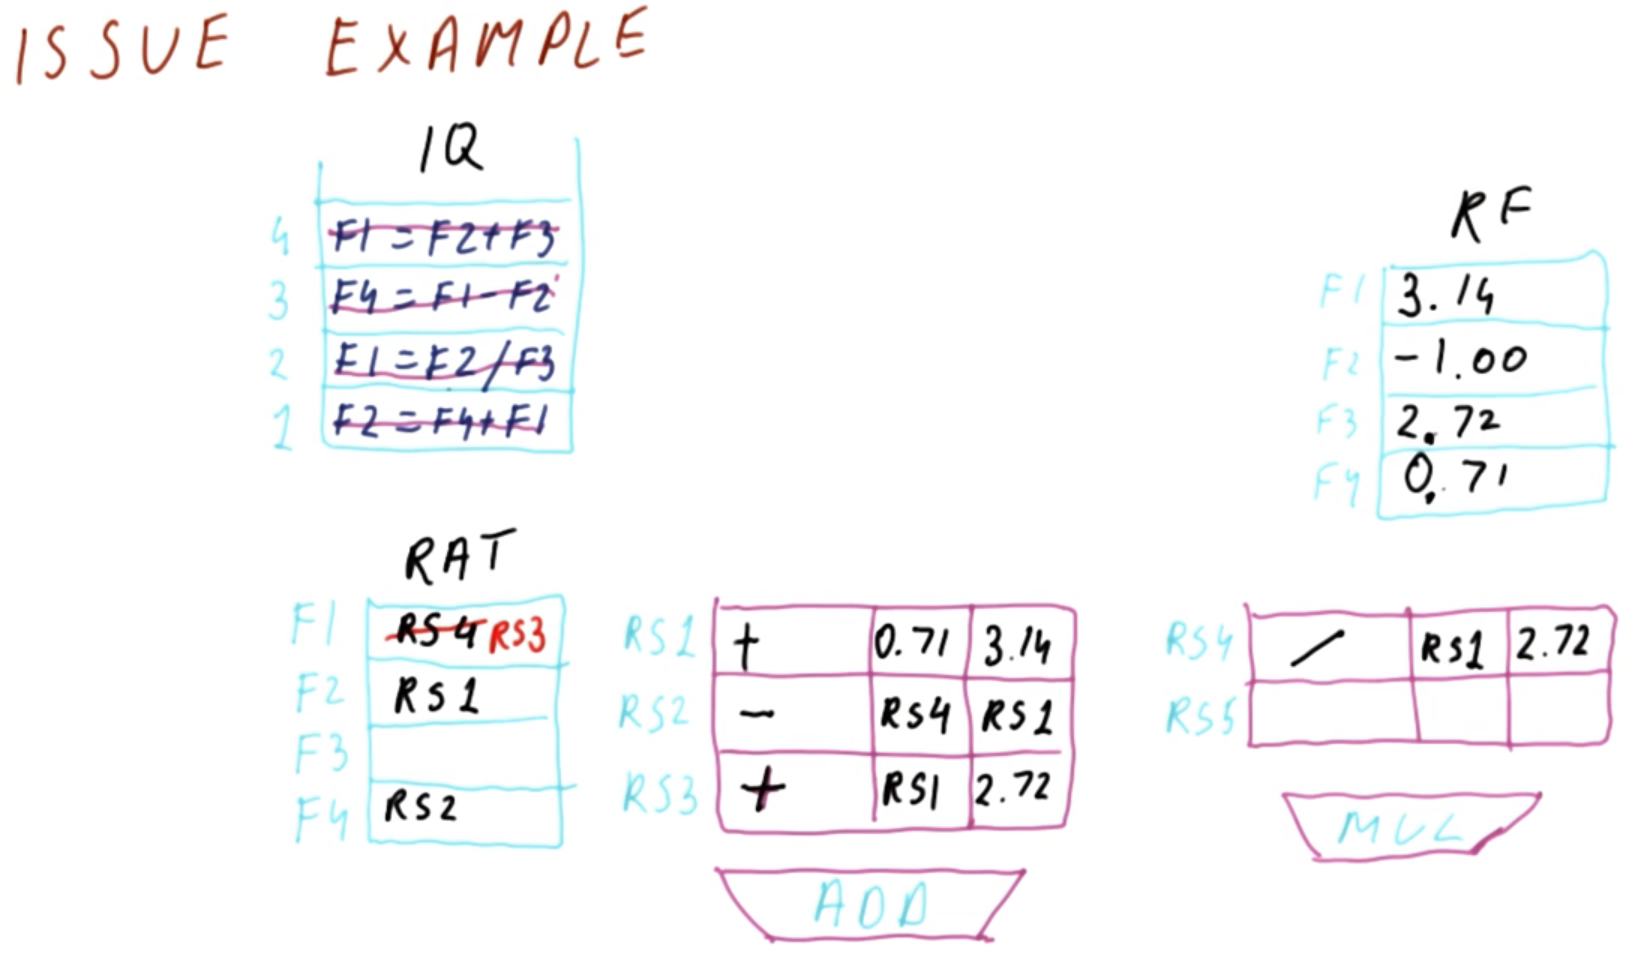 ISSUE EXAMPLE
IQ
4 F1 = F2 + F3
3 F4 = F1 - F2
2 F1 = F2 / F3
1 F2 = F4 + F1
RF
F1 3.14
F2 -1.00
F3 2.72
F4 0.71
RAT
F1 RS4 RS3
F2 RS1
F3
F4 RS2
RS1 + 0.71 3.14
RS2 - RS4 RS1
RS3 + RS1 2.72
ADD
RS4 / RS1 2.72
RS5
MUL